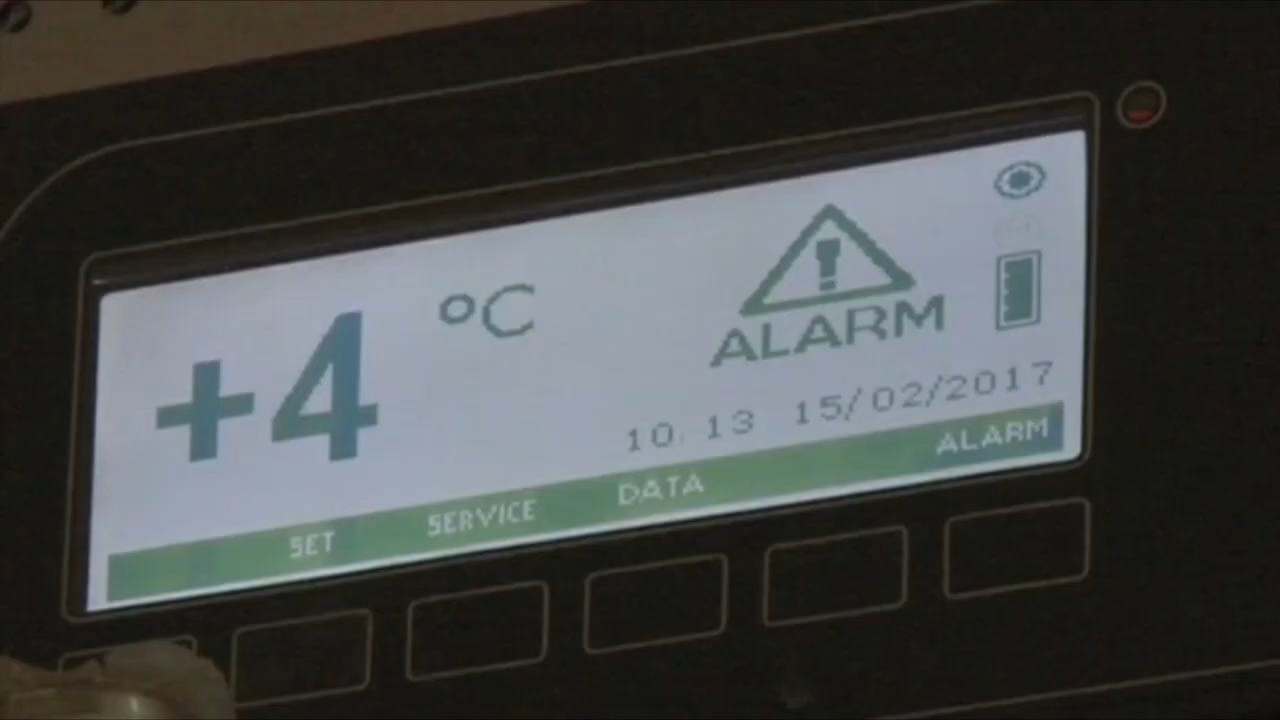 +4 °C
ALARM
10.13 15/02/2017
SET SERVICE DATA ALARM